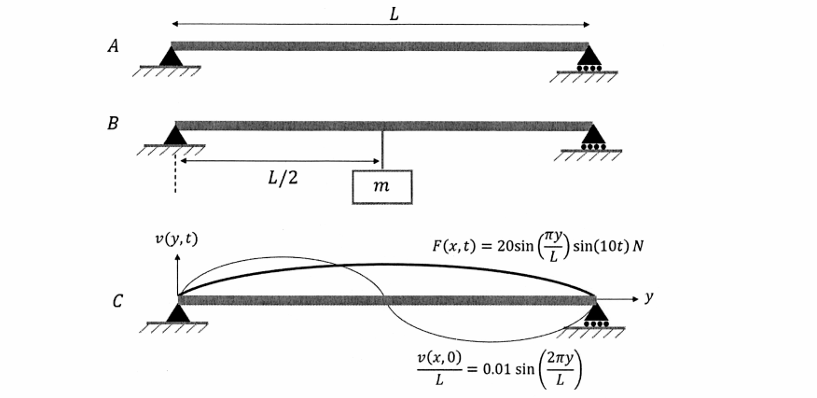 L
A
B
L/2
m
v(y,t)
F(x,t) = 20sin(πy/L) sin(10t) N
C
y
v(x,0)/L = 0.01 sin(2πy/L)